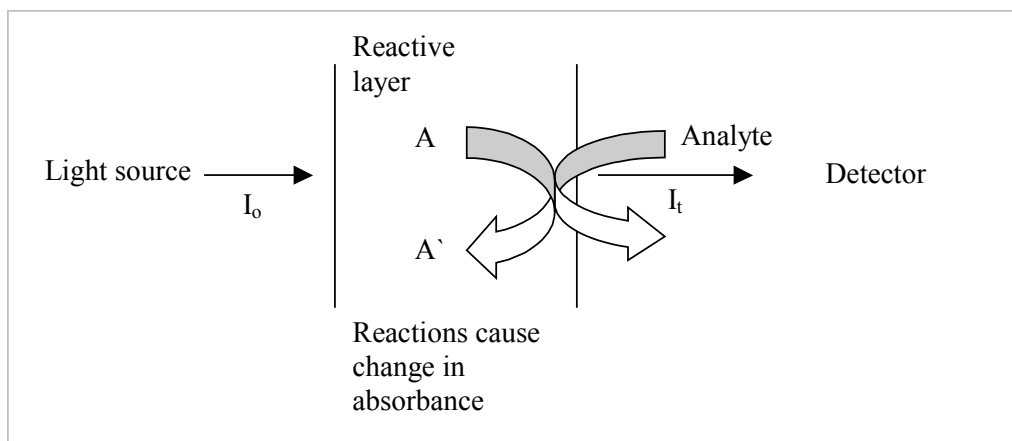 Reactive
layer
A
Analyte
Light source
Detector
Iₒ
Iₜ
A`
Reactions cause
change in
absorbance